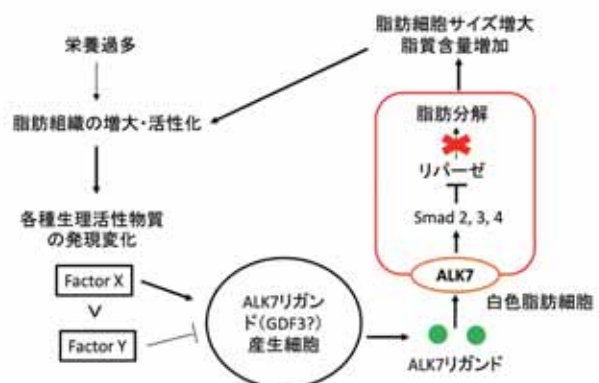 栄養過多
脂肪組織の増大・活性化
各種生理活性物質
の発現変化
Factor X
V
Factor Y
ALK7リガン
ド(GDF3?)
産生細胞
ALK7リガンド
白色脂肪細胞
ALK7
Smad 2, 3, 4
リパーゼ
脂肪分解
脂肪細胞サイズ増大
脂質含量増加